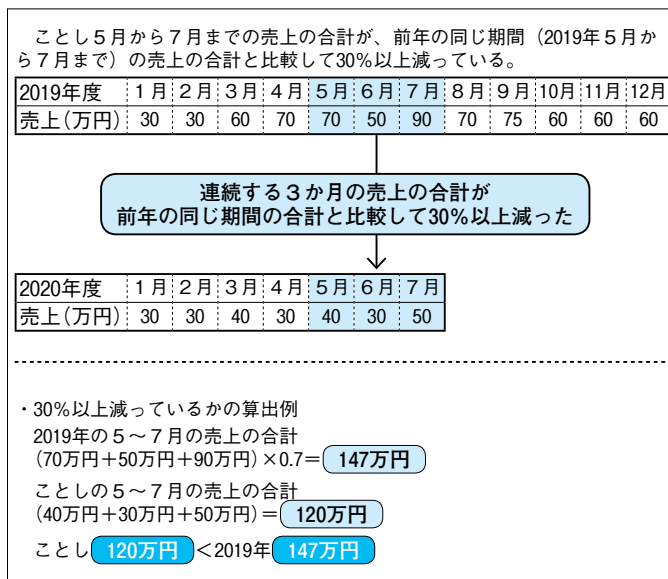 ことし５月から７月までの売上の合計が、前年の同じ期間（2019年５月か
ら７月まで）の売上の合計と比較して30％以上減っている。
2019年度 １月 ２月 ３月 ４月 ５月 ６月 ７月 ８月 ９月 10月 11月 12月
売上（万円） 30 30 60 70 70 50 90 70 75 60 60 60
連続する３か月の売上の合計が
前年の同じ期間の合計と比較して30％以上減った
2020年度 １月 ２月 ３月 ４月 ５月 ６月 ７月
売上（万円） 30 30 40 30 40 30 50
・30％以上減っているかの算出例
2019年の５～７月の売上の合計
（70万円＋50万円＋90万円）×0.7＝147万円
ことしの５～７月の売上の合計
（40万円＋30万円＋50万円）＝120万円
ことし120万円＜2019年147万円